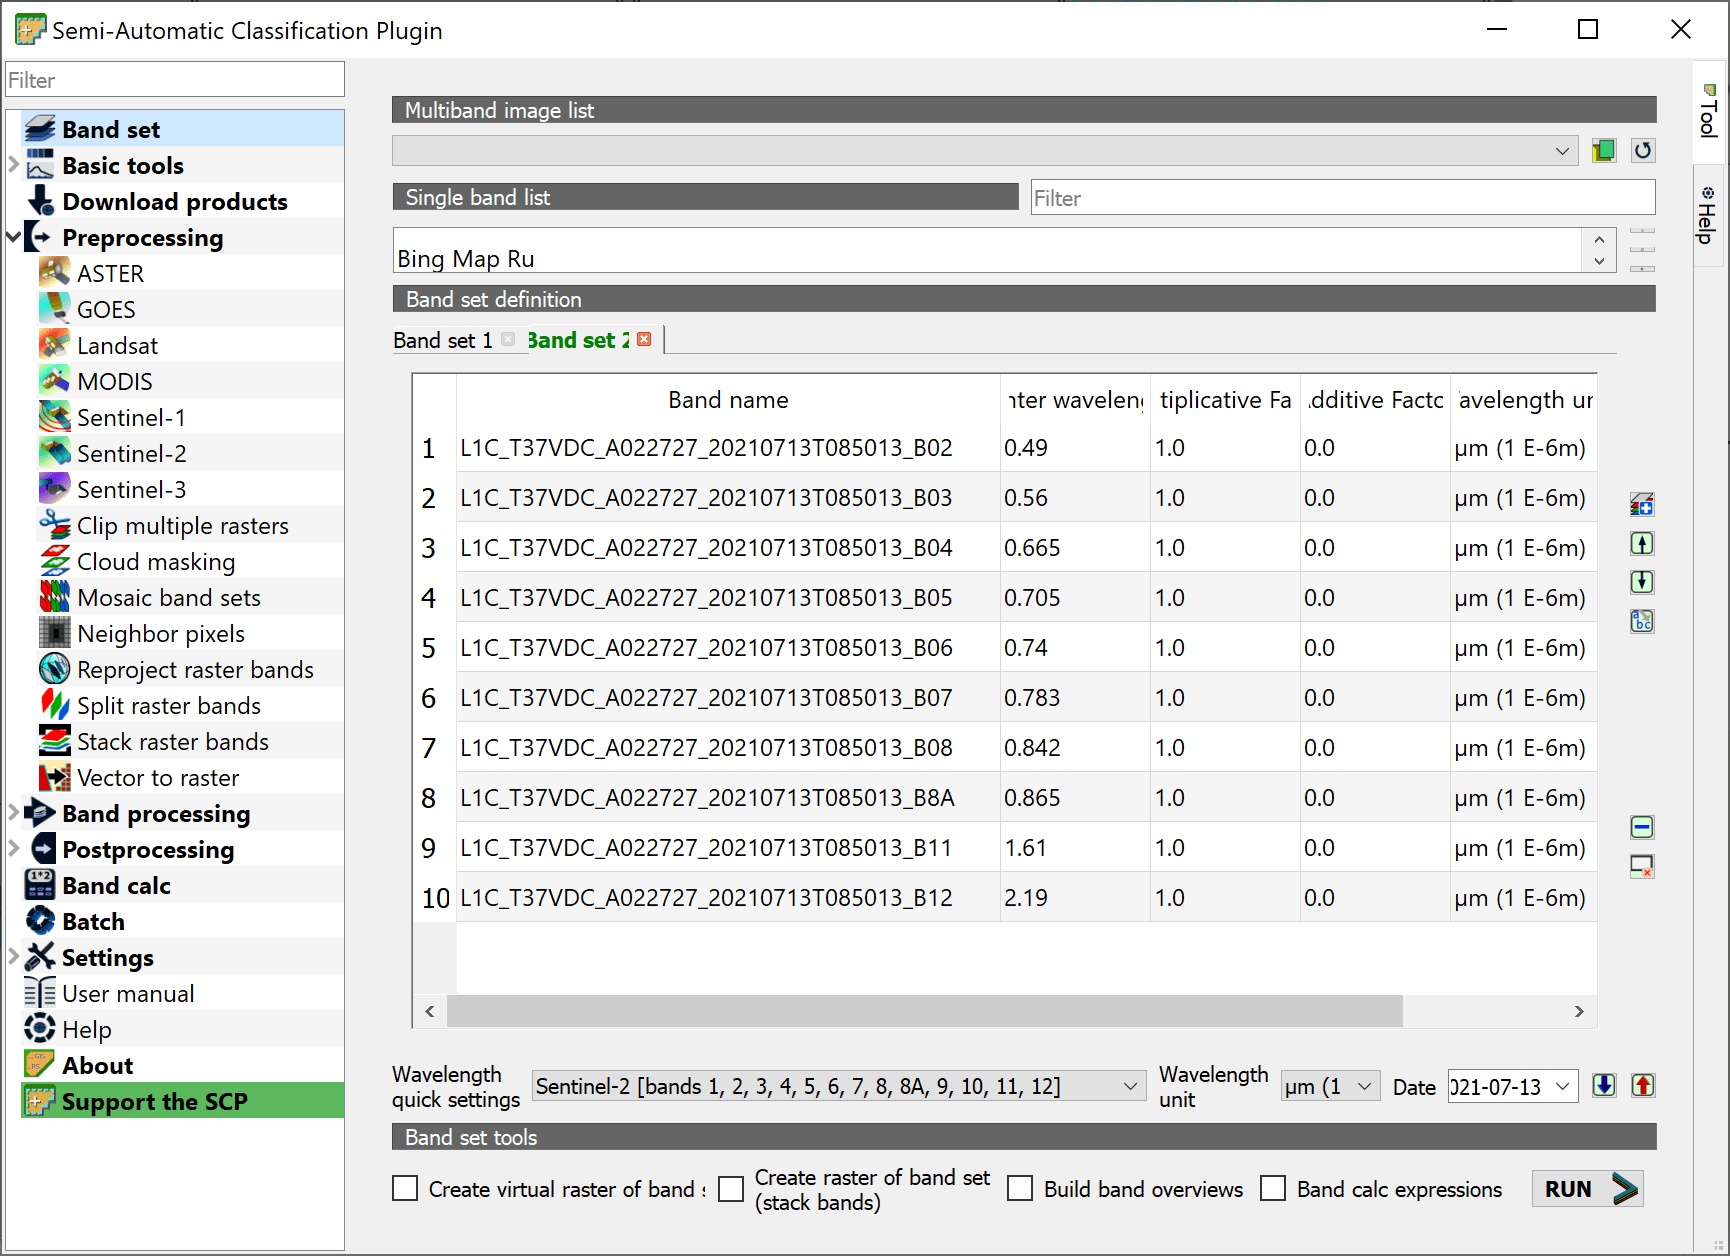 Semi-Automatic Classification Plugin
Filter
Band set
Basic tools
Download products
Preprocessing
ASTER
GOES
Landsat
MODIS
Sentinel-1
Sentinel-2
Sentinel-3
Clip multiple rasters
Cloud masking
Mosaic band sets
Neighbor pixels
Reproject raster bands
Split raster bands
Stack raster bands
Vector to raster
Band processing
Postprocessing
Band calc
Batch
Settings
User manual
Help
About
Support the SCP
Multiband image list
Single band list
Filter
Bing Map Ru
Band set definition
Band set 1 Band set 2
Band name nter waveleng tiplicative Fa dditive Facto avelength un
1 L1C_T37VDC_A022727_20210713T085013_B02 0.49 1.0 0.0 µm (1 E-6m)
2 L1C_T37VDC_A022727_20210713T085013_B03 0.56 1.0 0.0 µm (1 E-6m)
3 L1C_T37VDC_A022727_20210713T085013_B04 0.665 1.0 0.0 µm (1 E-6m)
4 L1C_T37VDC_A022727_20210713T085013_B05 0.705 1.0 0.0 µm (1 E-6m)
5 L1C_T37VDC_A022727_20210713T085013_B06 0.74 1.0 0.0 µm (1 E-6m)
6 L1C_T37VDC_A022727_20210713T085013_B07 0.783 1.0 0.0 µm (1 E-6m)
7 L1C_T37VDC_A022727_20210713T085013_B08 0.842 1.0 0.0 µm (1 E-6m)
8 L1C_T37VDC_A022727_20210713T085013_B8A 0.865 1.0 0.0 µm (1 E-6m)
9 L1C_T37VDC_A022727_20210713T085013_B11 1.61 1.0 0.0 µm (1 E-6m)
10 L1C_T37VDC_A022727_20210713T085013_B12 2.19 1.0 0.0 µm (1 E-6m)
abc
Wavelength
quick settings
Sentinel-2 [bands 1, 2, 3, 4, 5, 6, 7, 8, 8A, 9, 10, 11, 12]
Wavelength
unit
µm (1
Date
021-07-13
Band set tools
Create virtual raster of band
Create raster of band set
(stack bands)
Build band overviews
Band calc expressions
RUN
Tool
Help